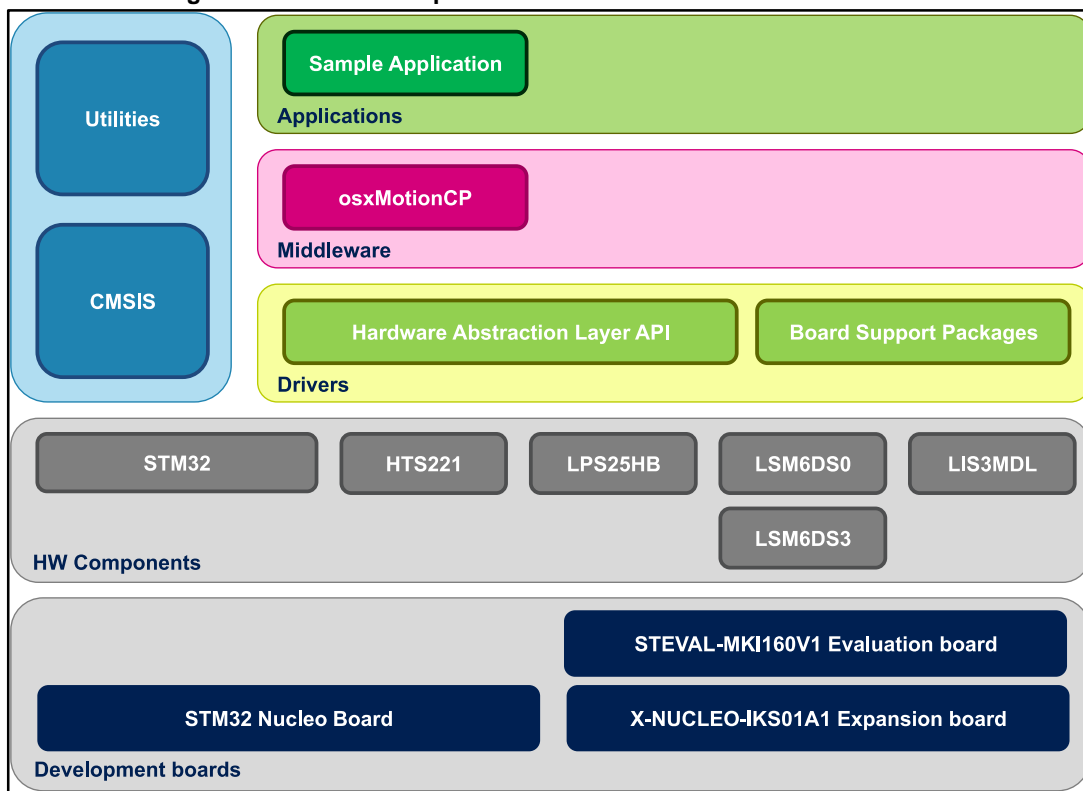 Utilities
CMSIS
Sample Application
Applications
osxMotionCP
Middleware
Hardware Abstraction Layer API
Board Support Packages
Drivers
STM32
HTS221
LPS25HB
LSM6DS0
LIS3MDL
LSM6DS3
HW Components
STEVAL-MKI160V1 Evaluation board
STM32 Nucleo Board
X-NUCLEO-IKS01A1 Expansion board
Development boards